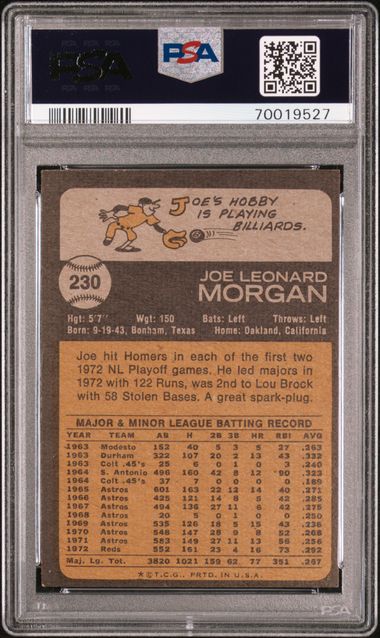 PSA
PSA
70019527
JOE'S HOBBY
IS PLAYING
BILLIARDS.
230
JOE LEONARD
MORGAN
Hgt: 5'7" Wgt: 150 Bats: Left Throws: Left
Born: 9-19-43, Bonham, Texas Home: Oakland, California
Joe hit Homers in each of the first two
1972 NL Playoff games. He led majors in
1972 with 122 Runs, was 2nd to Lou Brock
with 58 Stolen Bases. A great spark-plug.
MAJOR & MINOR LEAGUE BATTING RECORD
YEAR TEAM AB H 2B 3B HR RBI AVG
1963 Modesto 152 40 5 3 5 27 .263
1963 Durham 322 107 20 2 13 43 .332
1963 Colt .45's 25 6 0 1 0 3 .240
1964 S. Antonio 496 160 42 8 12 90 .323
1964 Colt .45's 37 7 0 0 0 0 .189
1965 Astros 601 163 22 12 14 40 .271
1966 Astros 425 121 14 8 5 42 .285
1967 Astros 494 136 27 11 6 42 .275
1968 Astros 20 5 0 1 0 0 .250
1969 Astros 535 126 18 5 15 43 .236
1970 Astros 548 147 28 9 8 52 .268
1971 Astros 583 149 27 11 13 56 .256
1972 Reds 552 161 23 4 16 73 .292
Maj. Lg. Tot. 3820 1021 159 62 77 351 .267
*© T.C.G., PRTD. IN U.S.A.